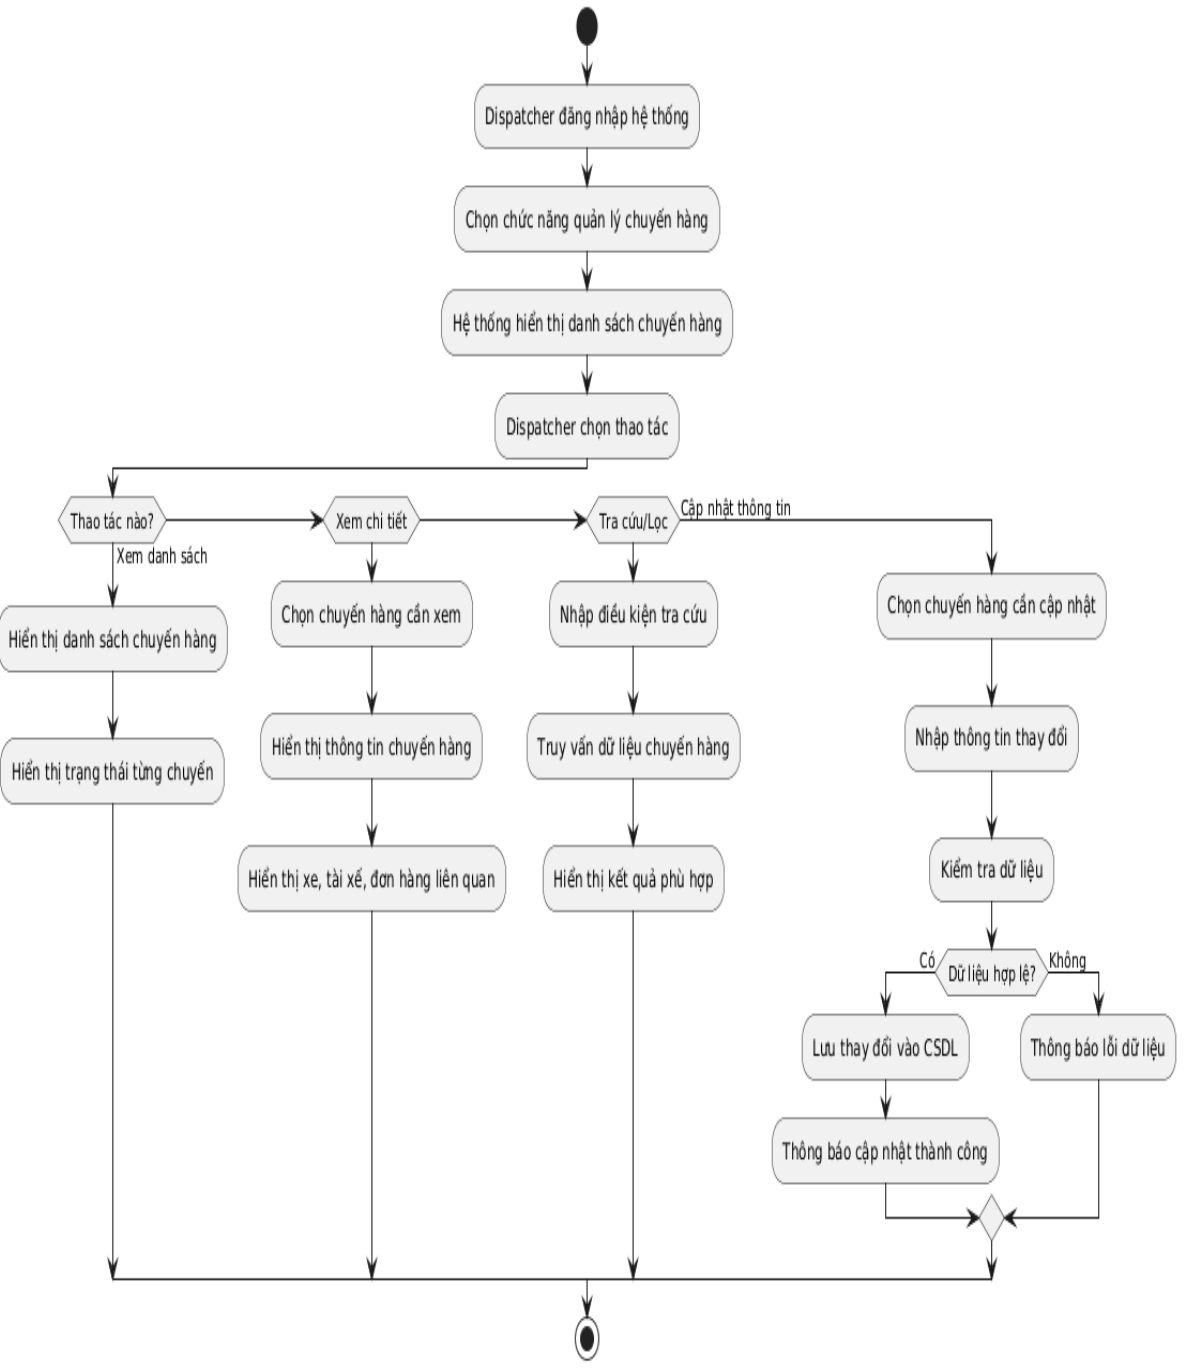 Dispatcher đăng nhập hệ thống
Chọn chức năng quản lý chuyến hàng
Hệ thống hiển thị danh sách chuyến hàng
Dispatcher chọn thao tác
Thao tác nào?
Xem danh sách
Hiển thị danh sách chuyến hàng
Hiển thị trạng thái từng chuyến
Xem chi tiết
Chọn chuyến hàng cần xem
Hiển thị thông tin chuyến hàng
Hiển thị xe, tài xế, đơn hàng liên quan
Tra cứu/Lọc
Nhập điều kiện tra cứu
Truy vấn dữ liệu chuyến hàng
Hiển thị kết quả phù hợp
Cập nhật thông tin
Chọn chuyến hàng cần cập nhật
Nhập thông tin thay đổi
Kiểm tra dữ liệu
Dữ liệu hợp lệ?
Có
Lưu thay đổi vào CSDL
Thông báo cập nhật thành công
Không
Thông báo lỗi dữ liệu